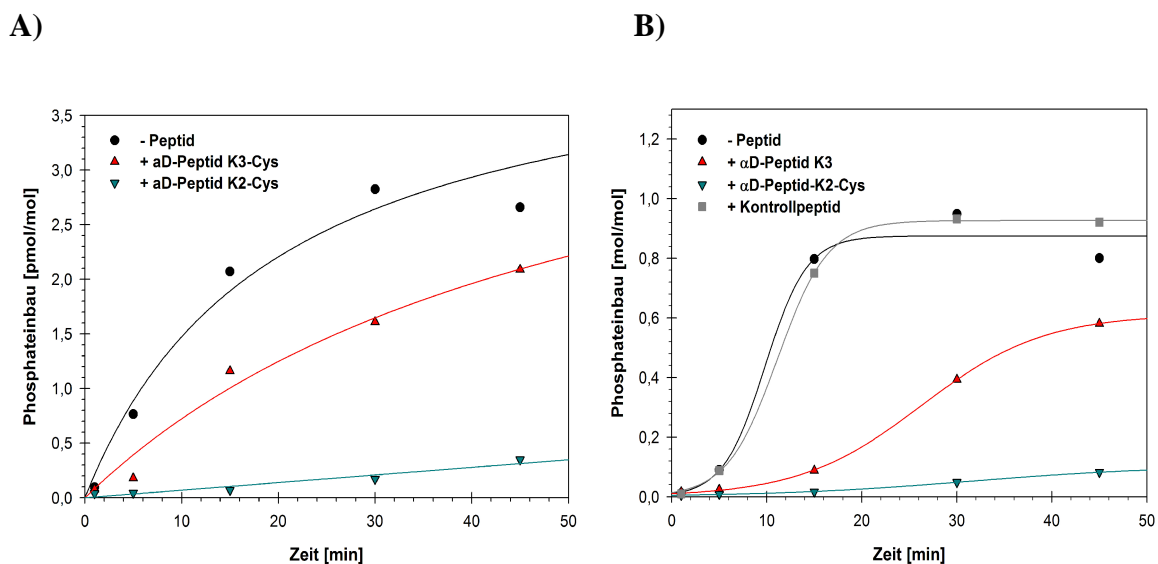 A)
B)
- Peptid
+ aD-Peptid K3-Cys
+ aD-Peptid K2-Cys
Phosphateinbau [pmol/mol]
3,5
3,0
2,5
2,0
1,5
1,0
0,5
0,0
0 10 20 30 40 50
Zeit [min]
- Peptid
+ αD-Peptid K3
+ αD-Peptid-K2-Cys
+ Kontrollpeptid
Phosphateinbau [mol/mol]
1,2
1,0
0,8
0,6
0,4
0,2
0,0
0 10 20 30 40 50
Zeit [min]